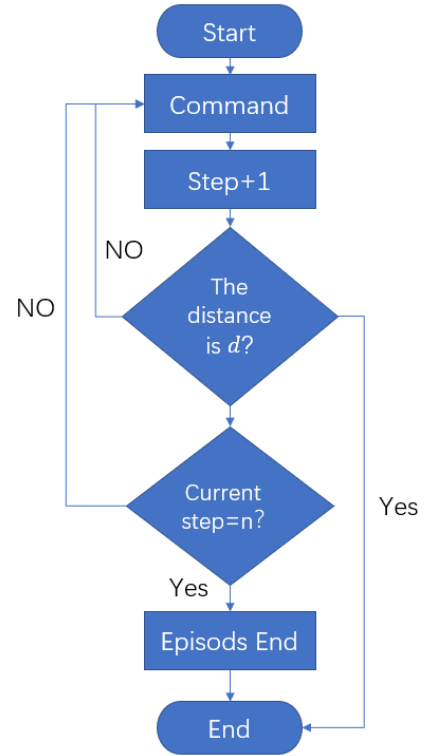 Start
Command
Step+1
NO
The
distance
is d?
NO
Current
step=n?
Yes
Yes
Episods End
End